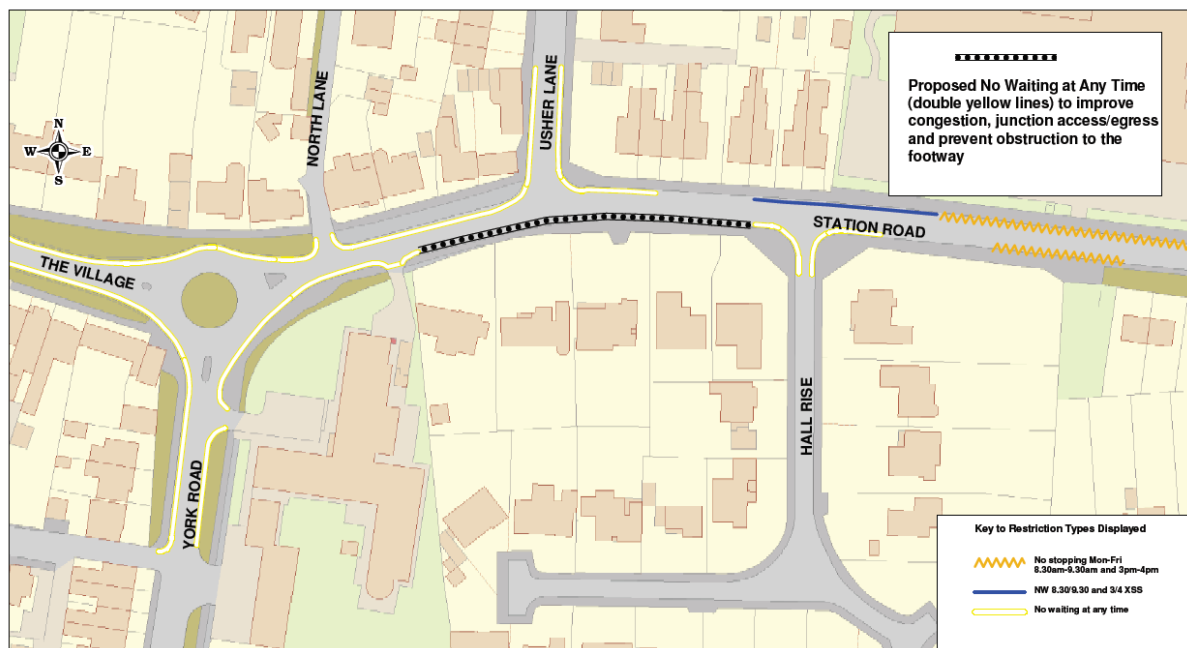 Proposed No Waiting at Any Time
(double yellow lines) to improve
congestion, junction access/egress
and prevent obstruction to the
footway
N
W E
S
NORTH LANE
USHER LANE
STATION ROAD
THE VILLAGE
HALL RISE
YORK ROAD
Key to Restriction Types Displayed
No stopping Mon-Fri
8.30am-9.30am and 3pm-4pm
NW 8.30/9.30 and 3/4 XSS
No waiting at any time